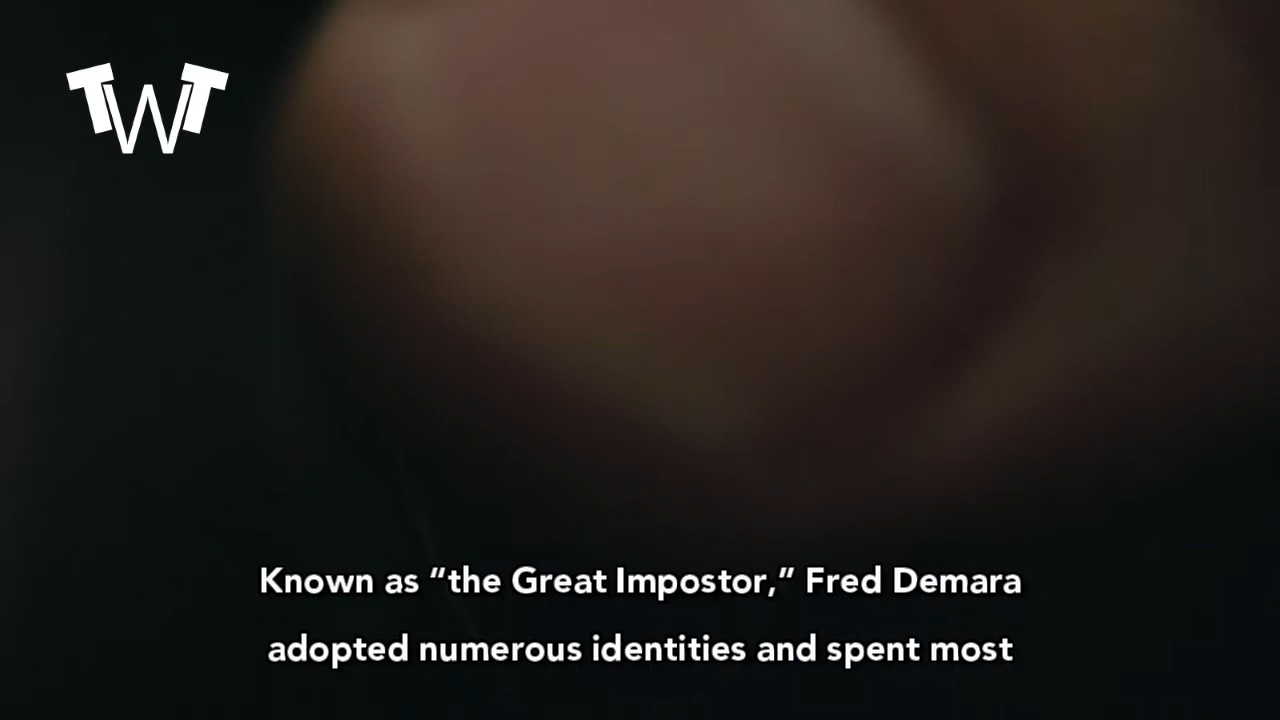 TWT
Known as “the Great Impostor,” Fred Demara
adopted numerous identities and spent most